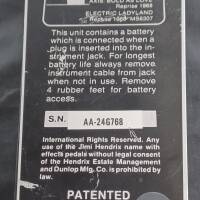 AXIS: BOLD AS LOVE
Reprise 1968
ELECTRIC LADYLAND
Reprise 1968 MS6307
This unit contains a battery
which is connected when a
plug is inserted into the in-
strument jack. For longest
battery life always remove
instrument cable from jack
when not in use. Remove
4 rubber feet for battery
access.
S.N. AA-24G768
International Rights Reserved. Any
use of the Jimi Hendrix name with
effects pedals without legal consent
of the Hendrix Estate Management
and Dunlop Mfg. Co. is prohibited by
law.
PATENTED